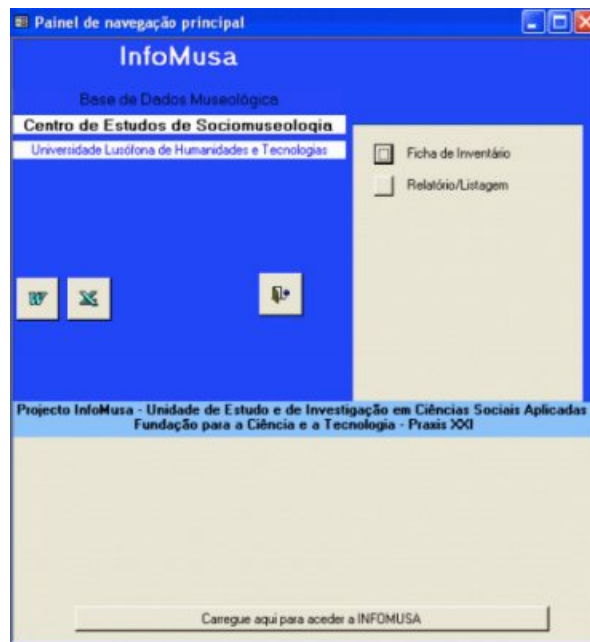 Painel de navegação principal
InfoMusa
Base de Dados Museológica
Centro de Estudos de Sociomuseologia
Universidade Lusófona de Humanidades e Tecnologias
Ficha de Inventário
Relatório/Listagem
Projecto InfoMusa - Unidade de Estudo e de Investigação em Ciências Sociais Aplicadas
Fundação para a Ciência e a Tecnologia - Praxis XXI
Carregue aqui para aceder a INFOMUSA